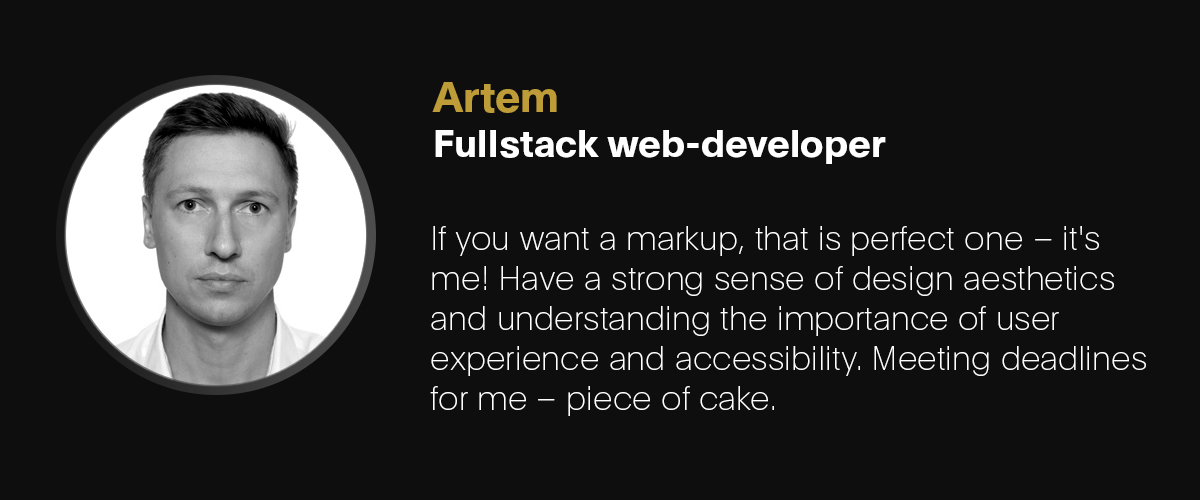 Artem
Fullstack web-developer
If you want a markup, that is perfect one – it's
me! Have a strong sense of design aesthetics
and understanding the importance of user
experience and accessibility. Meeting deadlines
for me – piece of cake.